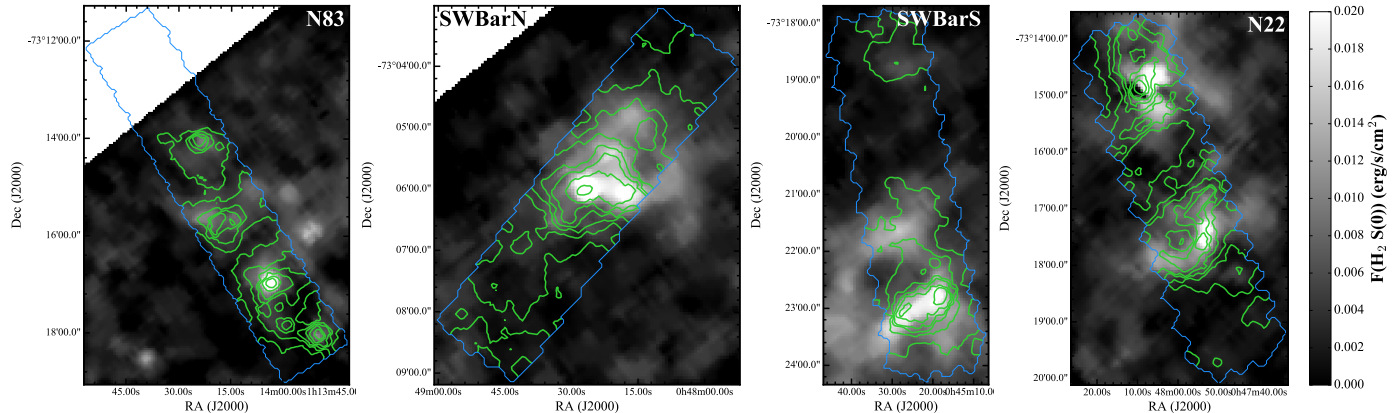 N83
-73°12'00.0"
14'00.0"
16'00.0"
18'00.0"
Dec (J2000)
45.00s 30.00s 15.00s 14m00.00s 1h13m45.00s
RA (J2000)
SWBarN
-73°04'00.0"
05'00.0"
06'00.0"
07'00.0"
08'00.0"
09'00.0"
Dec (J2000)
49m00.00s 45.00s 30.00s 15.00s 0h48m00.00s
RA (J2000)
SWBarS
-73°18'00.0"
19'00.0"
20'00.0"
21'00.0"
22'00.0"
23'00.0"
24'00.0"
Dec (J2000)
40.00s 30.00s 20.00s 0h45m10.00s
RA (J2000)
N22
-73°14'00.0"
1500.0"
1600.0"
1700.0"
18'00.0"
19'00.0"
20'00.0"
Dec (J2000)
20.00s 10.00s 48m00.00s 50.00s 0h47m40.00s
RA (J2000)
0.020
0.018
0.016
0.014
0.012
0.010
0.008
0.006
0.004
0.002
0.000
F(H₂ S(0)) (erg/s/cm²)